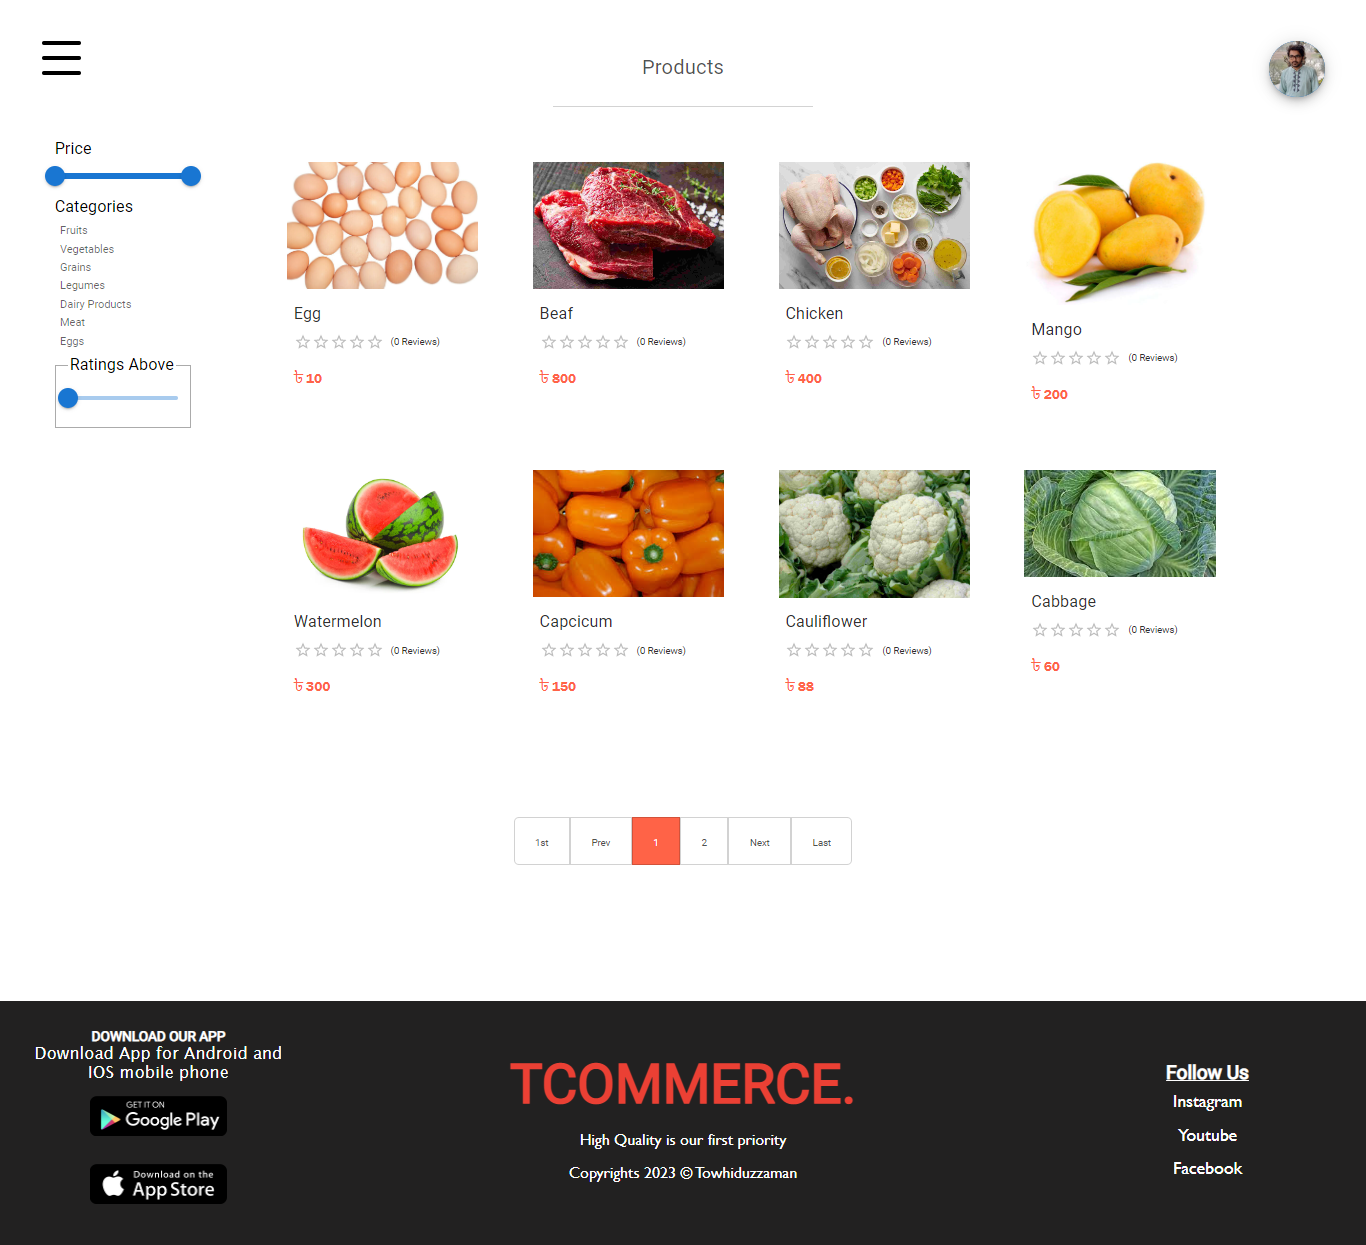 Products
Price
Categories
Fruits
Vegetables
Grains
Legumes
Dairy Products
Meat
Eggs
Ratings Above
Egg
(0 Reviews)
৳ 10
Beaf
(0 Reviews)
৳ 800
Chicken
(0 Reviews)
৳ 400
Mango
(0 Reviews)
৳ 200
Watermelon
(0 Reviews)
৳ 300
Capcicum
(0 Reviews)
৳ 150
Cauliflower
(0 Reviews)
৳ 88
Cabbage
(0 Reviews)
৳ 60
1st Prev 1 2 Next Last
DOWNLOAD OUR APP
Download App for Android and
IOS mobile phone
GET IT ON
Google Play
Download on the
App Store
TCOMMERCE.
High Quality is our first priority
Copyrights 2023 © Towhiduzzaman
Follow Us
Instagram
Youtube
Facebook